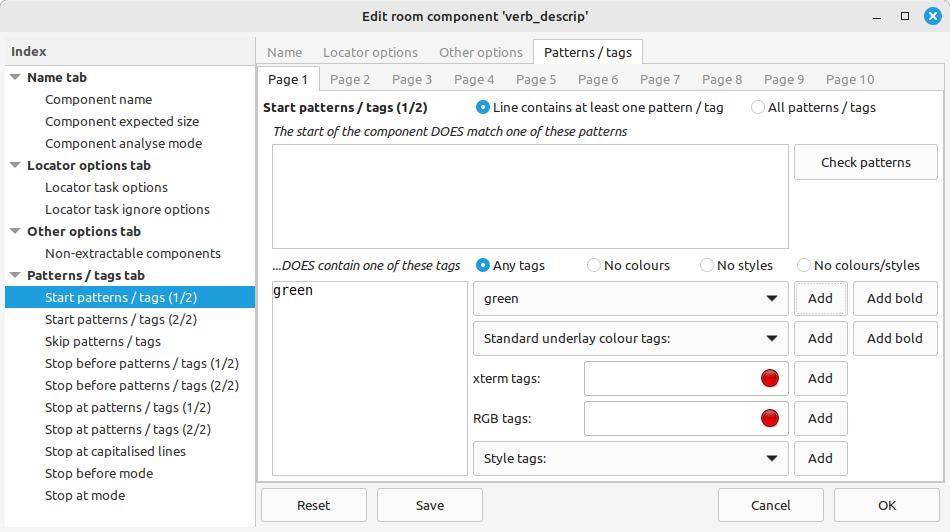 Edit room component 'verb_descrip'
Index
Name tab
Component name
Component expected size
Component analyse mode
Locator options tab
Locator task options
Locator task ignore options
Other options tab
Non-extractable components
Patterns / tags tab
Start patterns / tags (1/2)
Start patterns / tags (2/2)
Skip patterns / tags
Stop before patterns / tags (1/2)
Stop before patterns / tags (2/2)
Stop at patterns / tags (1/2)
Stop at patterns / tags (2/2)
Stop at capitalised lines
Stop before mode
Stop at mode
Name Locator options Other options Patterns / tags
Page 1 Page 2 Page 3 Page 4 Page 5 Page 6 Page 7 Page 8 Page 9 Page 10
Start patterns / tags (1/2) Line contains at least one pattern / tag All patterns / tags
The start of the component DOES match one of these patterns
Check patterns
...DOES contain one of these tags Any tags No colours No styles No colours/styles
green
green Add Add bold
Standard underlay colour tags: Add Add bold
xterm tags: Add
RGB tags: Add
Style tags: Add
Reset Save Cancel OK